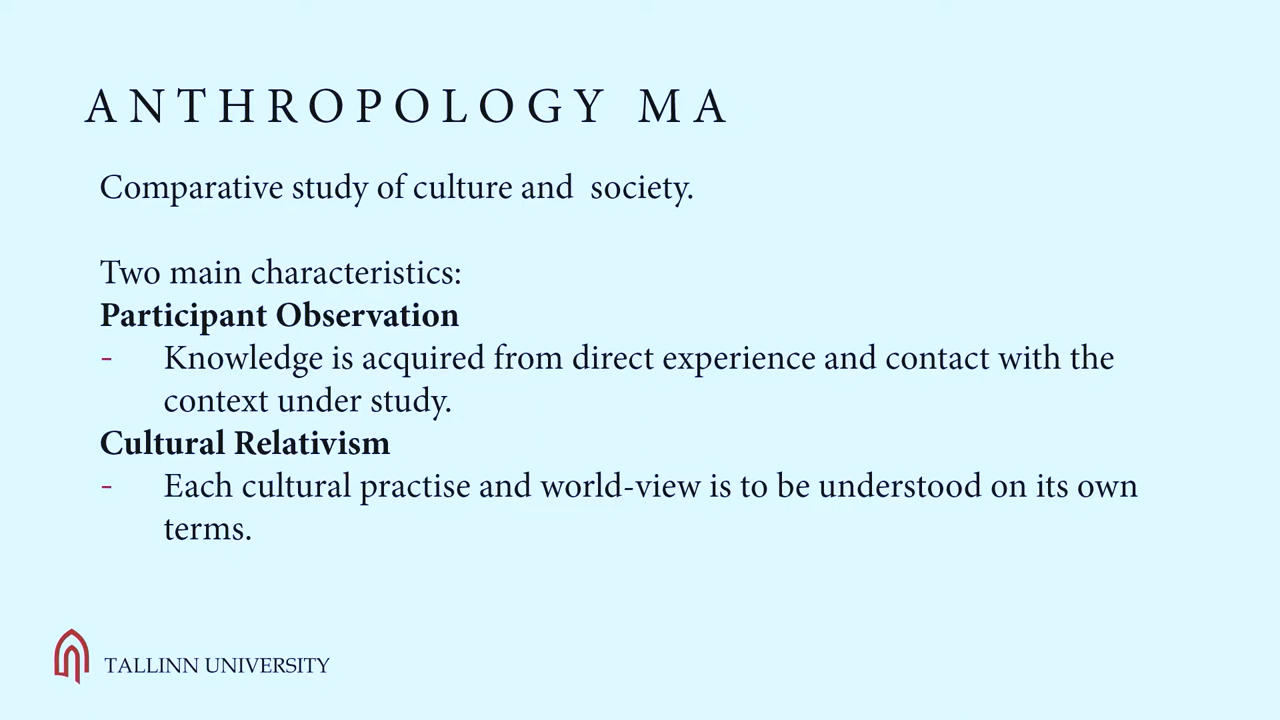 ANTHROPOLOGY MA
Comparative study of culture and  society.
Two main characteristics:
Participant Observation
- Knowledge is acquired from direct experience and contact with the
context under study.
Cultural Relativism
- Each cultural practise and world-view is to be understood on its own
terms.
TALLINN UNIVERSITY